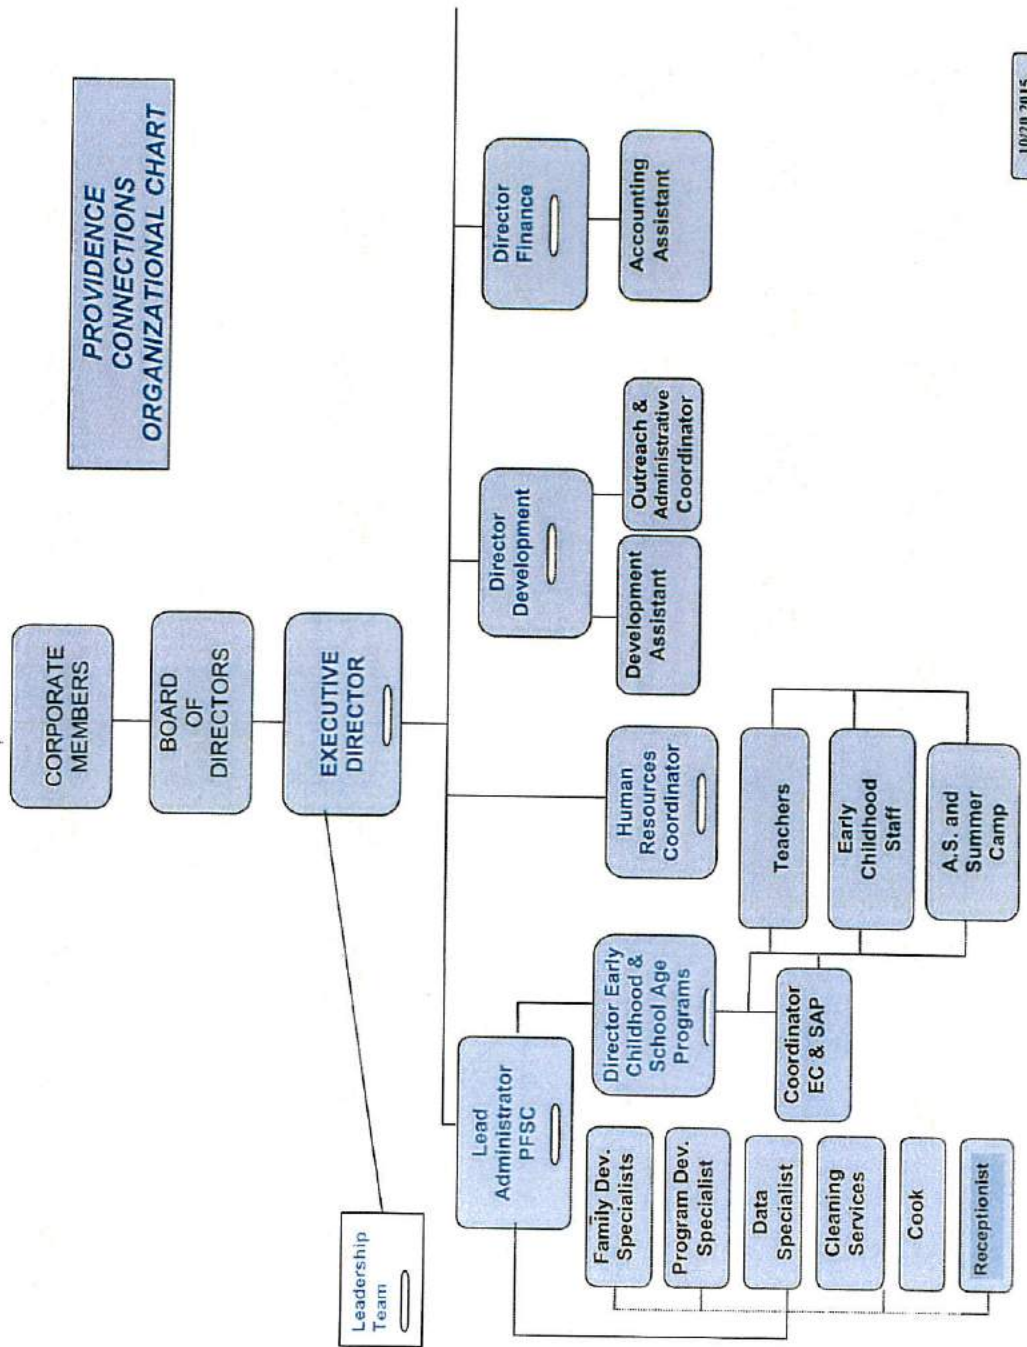 PROVIDENCE
CONNECTIONS
ORGANIZATIONAL CHART
CORPORATE
MEMBERS
BOARD
OF
DIRECTORS
EXECUTIVE
DIRECTOR
Leadership
Team
Lead
Administrator
PFSC
Director
Development
Director
Finance
Human
Resources
Coordinator
Director Early
Childhood &
School Age
Programs
Family Dev.
Specialists
Program Dev.
Specialist
Data
Specialist
Cleaning
Services
Cook
Receptionist
Coordinator
EC & SAP
Teachers
Early
Childhood
Staff
A.S. and
Summer
Camp
Development
Assistant
Outreach &
Administrative
Coordinator
Accounting
Assistant
10/20 2015